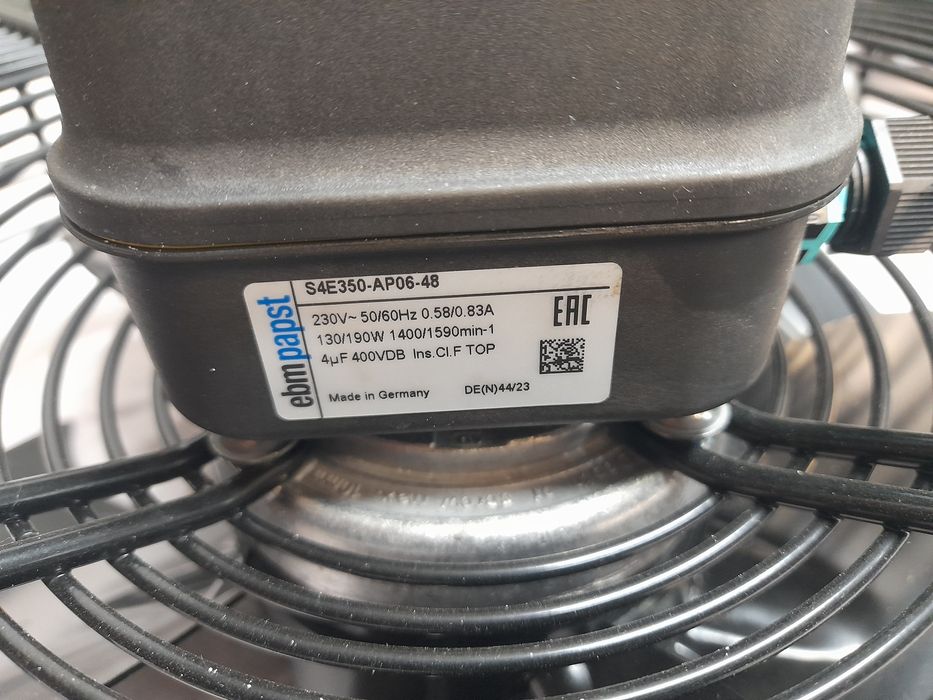 S4E350-AP06-48
ebmpapst
230V~ 50/60Hz 0.58/0.83A
130/190W 1400/1590min-1
4µF 400VDB Ins.Cl.F TOP
EAC
Made in Germany DE(N)44/23